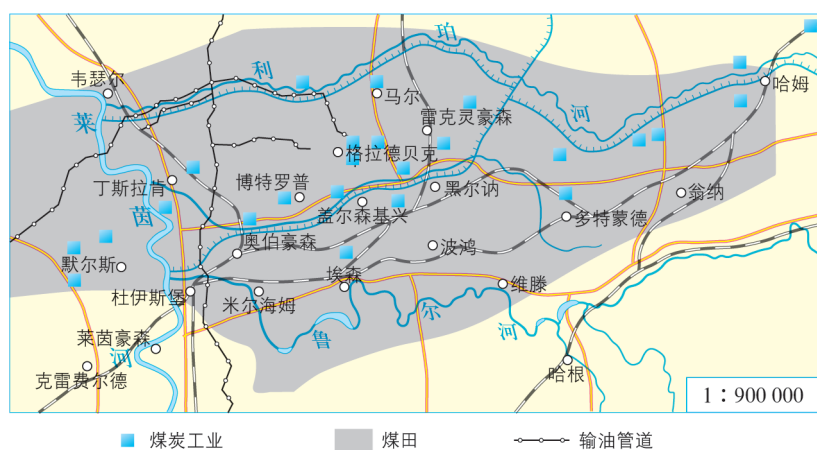 韦瑟尔
利
珀
河
马尔
雷克灵豪森
哈姆
莱
茵
河
格拉德贝克
丁斯拉肯
博特罗普
黑尔讷
盖尔森基兴
翁纳
多特蒙德
奥伯豪森
波鸿
默尔斯
埃森
维滕
杜伊斯堡
米尔海姆
鲁
尔
河
莱茵豪森
克雷费尔德
哈根
1：900 000
煤炭工业
煤田
输油管道